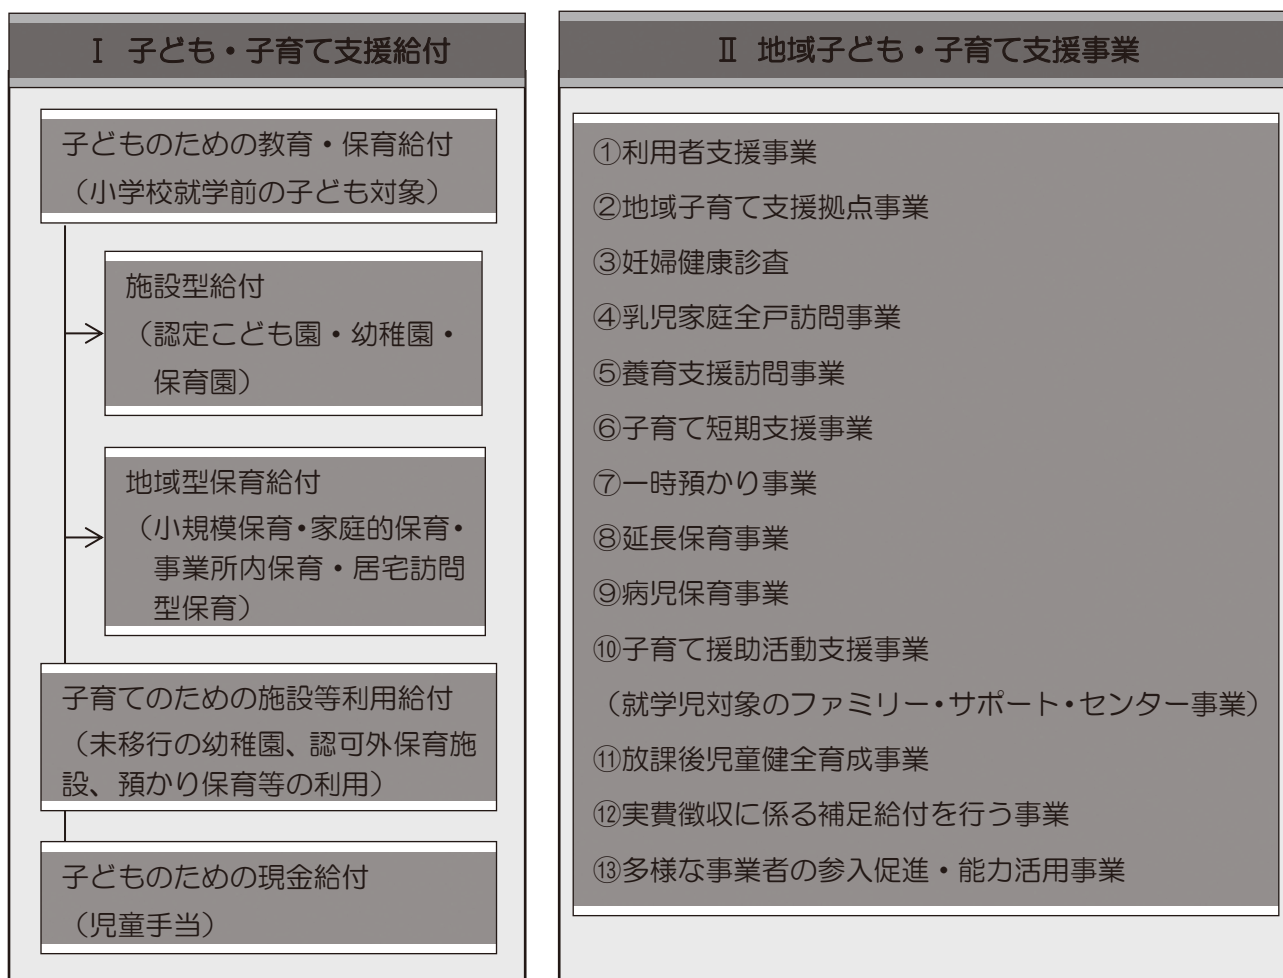 Ⅰ 子ども・子育て支援給付
子どものための教育・保育給付
（小学校就学前の子ども対象）
施設型給付
（認定こども園・幼稚園・
保育園）
地域型保育給付
（小規模保育・家庭的保育・
事業所内保育・居宅訪問
型保育）
子育てのための施設等利用給付
（未移行の幼稚園、認可外保育施
設、預かり保育等の利用）
子どものための現金給付
（児童手当）
Ⅱ 地域子ども・子育て支援事業
①利用者支援事業
②地域子育て支援拠点事業
③妊婦健康診査
④乳児家庭全戸訪問事業
⑤養育支援訪問事業
⑥子育て短期支援事業
⑦一時預かり事業
⑧延長保育事業
⑨病児保育事業
⑩子育て援助活動支援事業
（就学児対象のファミリー・サポート・センター事業）
⑪放課後児童健全育成事業
⑫実費徴収に係る補足給付を行う事業
⑬多様な事業者の参入促進・能力活用事業